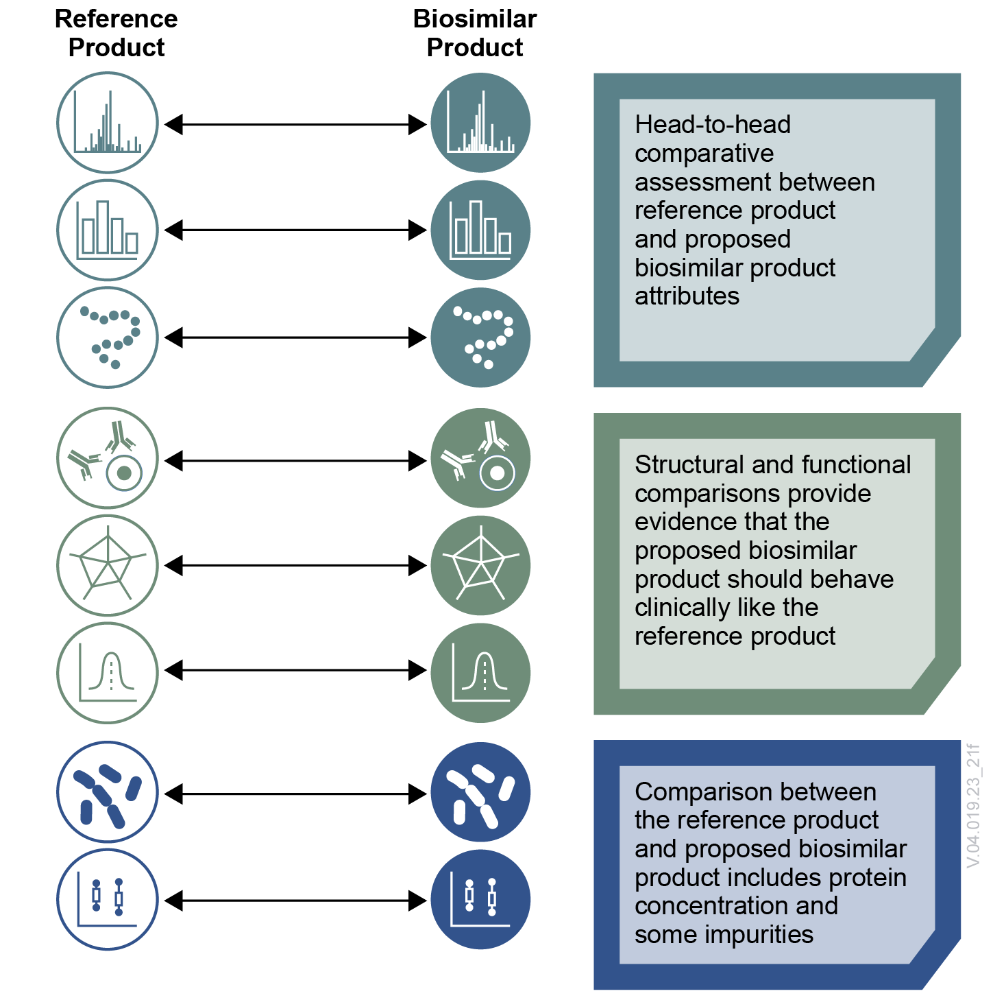 Reference
Product
Biosimilar
Product
Head-to-head
comparative
assessment between
reference product
and proposed
biosimilar product
attributes
Structural and functional
comparisons provide
evidence that the
proposed biosimilar
product should behave
clinically like the
reference product
Comparison between
the reference product
and proposed biosimilar
product includes protein
concentration and
some impurities
V.04.019.23_21f